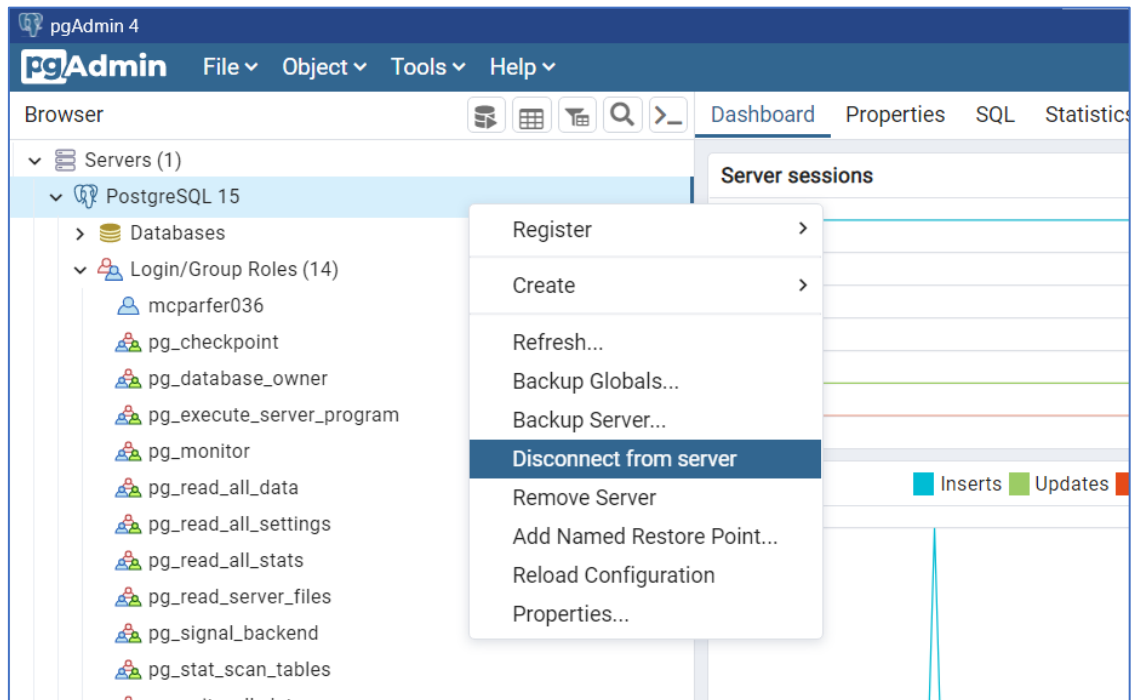 pgAdmin 4
pgAdmin File Object Tools Help
Browser
Dashboard Properties SQL Statistics
Servers (1)
PostgreSQL 15
Databases
Login/Group Roles (14)
mcparfer036
pg_checkpoint
pg_database_owner
pg_execute_server_program
pg_monitor
pg_read_all_data
pg_read_all_settings
pg_read_all_stats
pg_read_server_files
pg_signal_backend
pg_stat_scan_tables
Register
Create
Refresh...
Backup Globals...
Backup Server...
Disconnect from server
Remove Server
Add Named Restore Point...
Reload Configuration
Properties...
Server sessions
Inserts Updates